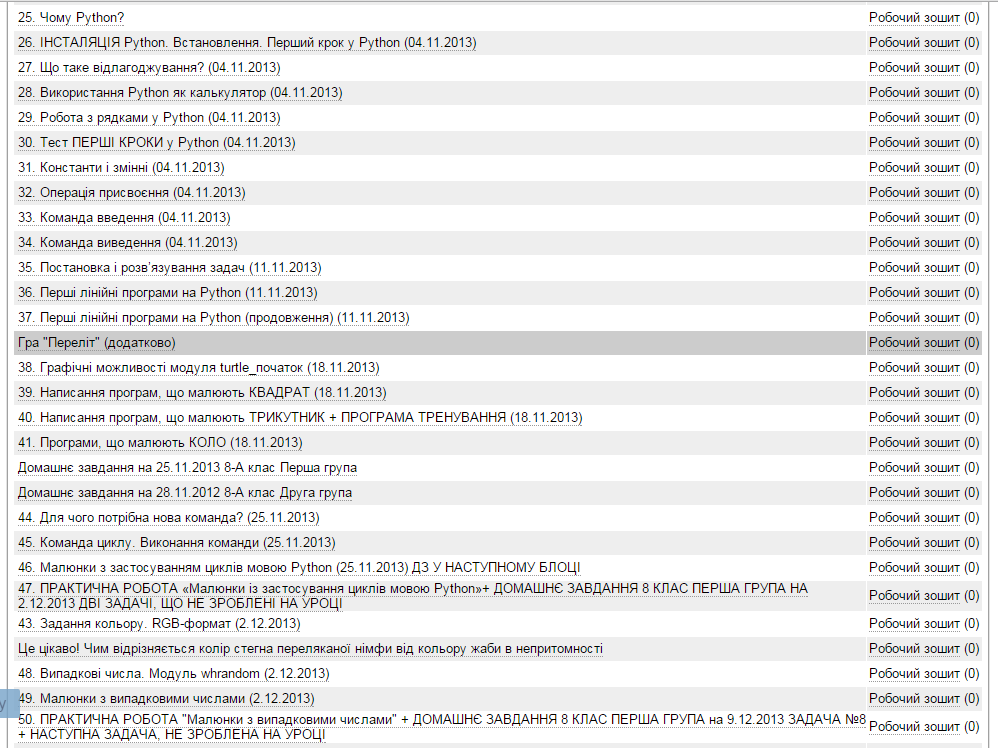 25. Чому Python? Робочий зошит (0)
26. ІНСТАЛЯЦІЯ Python. Встановлення. Перший крок у Python (04.11.2013) Робочий зошит (0)
27. Що таке відлагоджування? (04.11.2013) Робочий зошит (0)
28. Використання Python як калькулятор (04.11.2013) Робочий зошит (0)
29. Робота з рядками у Python (04.11.2013) Робочий зошит (0)
30. Тест ПЕРШІ КРОКИ у Python (04.11.2013) Робочий зошит (0)
31. Константи і змінні (04.11.2013) Робочий зошит (0)
32. Операція присвоєння (04.11.2013) Робочий зошит (0)
33. Команда введення (04.11.2013) Робочий зошит (0)
34. Команда виведення (04.11.2013) Робочий зошит (0)
35. Постановка і розв'язування задач (11.11.2013) Робочий зошит (0)
36. Перші лінійні програми на Python (11.11.2013) Робочий зошит (0)
37. Перші лінійні програми на Python (продовження) (11.11.2013) Робочий зошит (0)
Гра "Переліт" (додатково) Робочий зошит (0)
38. Графічні можливості модуля turtle_початок (18.11.2013) Робочий зошит (0)
39. Написання програм, що малюють КВАДРАТ (18.11.2013) Робочий зошит (0)
40. Написання програм, що малюють ТРИКУТНИК + ПРОГРАМА ТРЕНУВАННЯ (18.11.2013) Робочий зошит (0)
41. Програми, що малюють КОЛО (18.11.2013) Робочий зошит (0)
Домашнє завдання на 25.11.2013 8-А клас Перша група Робочий зошит (0)
Домашнє завдання на 28.11.2012 8-А клас Друга група Робочий зошит (0)
44. Для чого потрібна нова команда? (25.11.2013) Робочий зошит (0)
45. Команда циклу. Виконання команди (25.11.2013) Робочий зошит (0)
46. Малюнки з застосуванням циклів мовою Python (25.11.2013) ДЗ У НАСТУПНОМУ БЛОЦІ Робочий зошит (0)
47. ПРАКТИЧНА РОБОТА «Малюнки із застосування циклів мовою Python»+ ДОМАШНЄ ЗАВДАННЯ 8 КЛАС ПЕРША ГРУПА НА
2.12.2013 ДВІ ЗАДАЧІ, ЩО НЕ ЗРОБЛЕНІ НА УРОЦІ Робочий зошит (0)
43. Задання кольору. RGB-формат (2.12.2013) Робочий зошит (0)
Це цікаво! Чим відрізняється колір стегна переляканої німфи від кольору жаби в непритомності Робочий зошит (0)
48. Випадкові числа. Модуль whrandom (2.12.2013) Робочий зошит (0)
49. Малюнки з випадковими числами (2.12.2013) Робочий зошит (0)
50. ПРАКТИЧНА РОБОТА "Малюнки з випадковими числами" + ДОМАШНЄ ЗАВДАННЯ 8 КЛАС ПЕРША ГРУПА на 9.12.2013 ЗАДАЧА №8
+ НАСТУПНА ЗАДАЧА, НЕ ЗРОБЛЕНА НА УРОЦІ Робочий зошит (0)